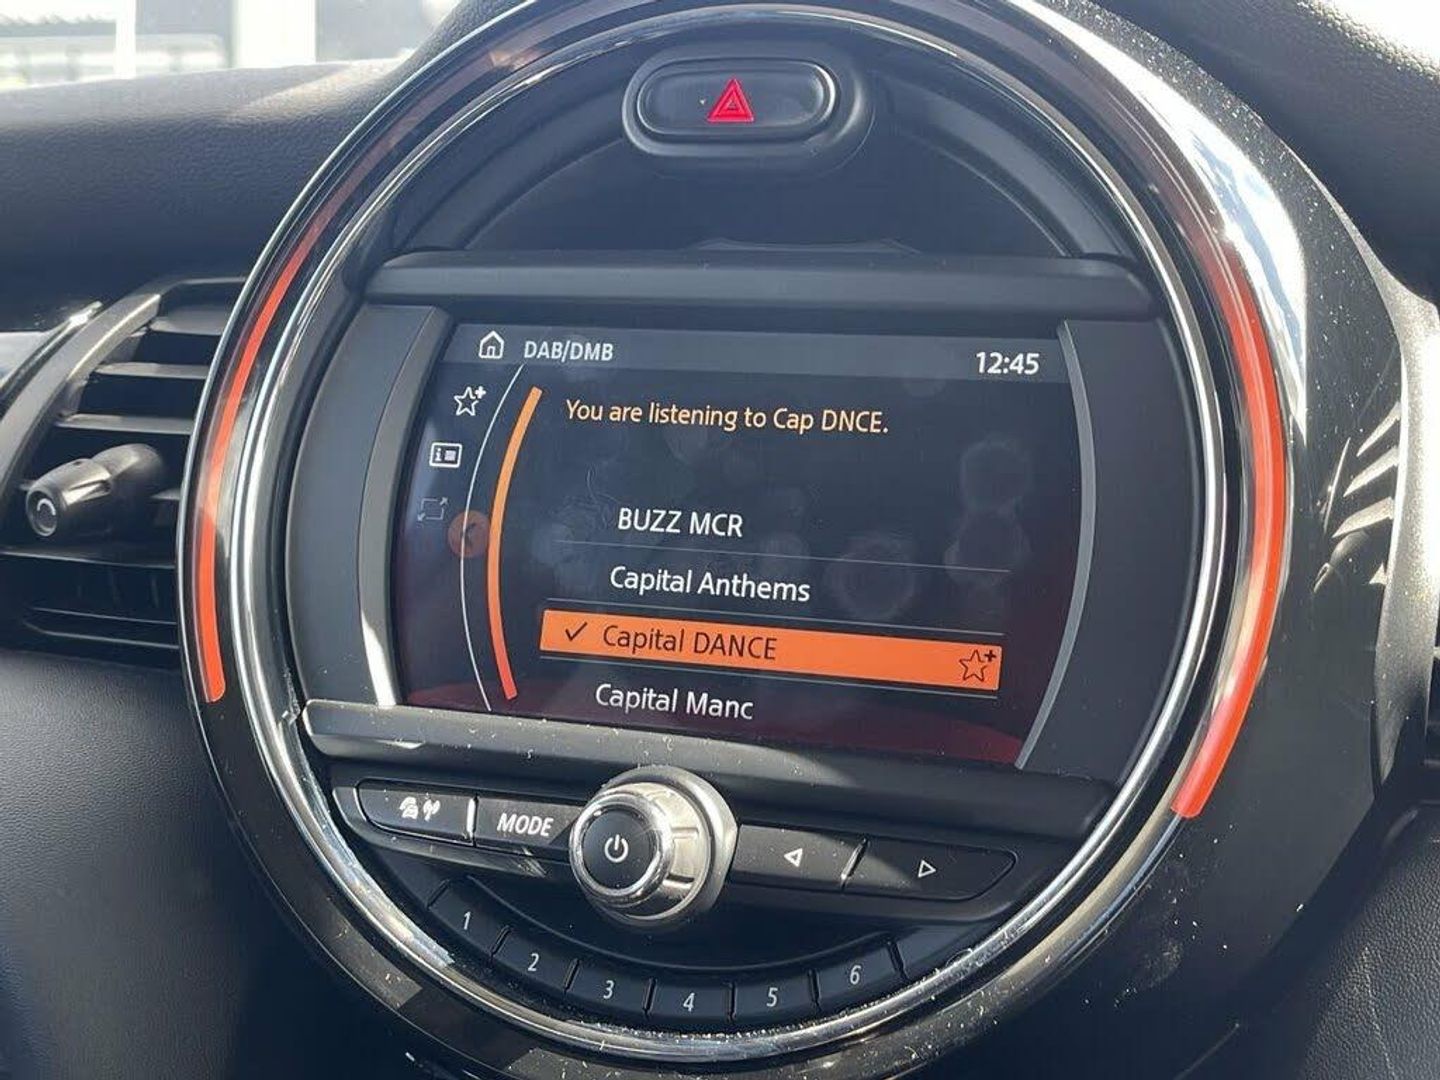 DAB/DMB
12:45
You are listening to Cap DNCE.
BUZZ MCR
Capital Anthems
Capital DANCE
Capital Manc
MODE
1
2
3
4
5
6